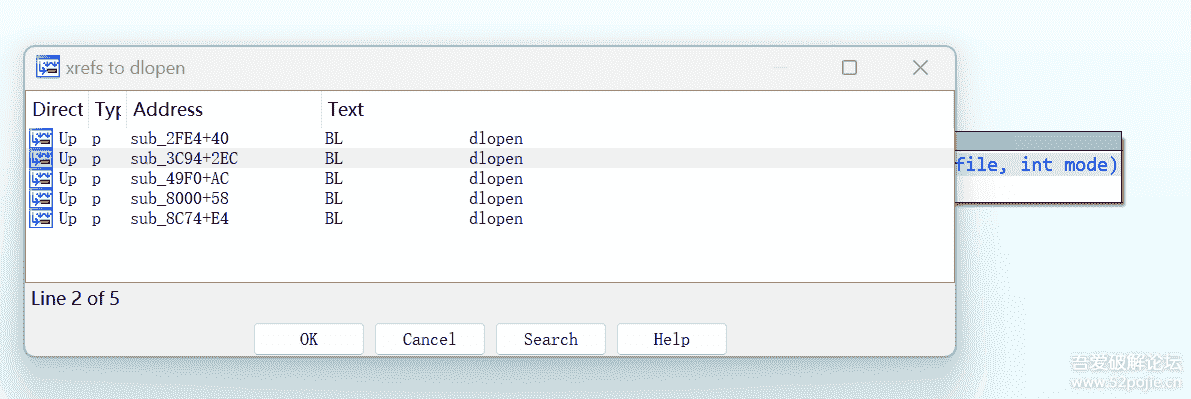 xrefs to dlopen
Direct Typ Address Text
Up p sub_2FE4+40 BL dlopen
Up p sub_3C94+2EC BL dlopen
file, int mode)
Up p sub_49F0+AC BL dlopen
Up p sub_8000+58 BL dlopen
Up p sub_8C74+E4 BL dlopen
Line 2 of 5
OK Cancel Search Help
吾爱破解论坛
www.52pojie.cn